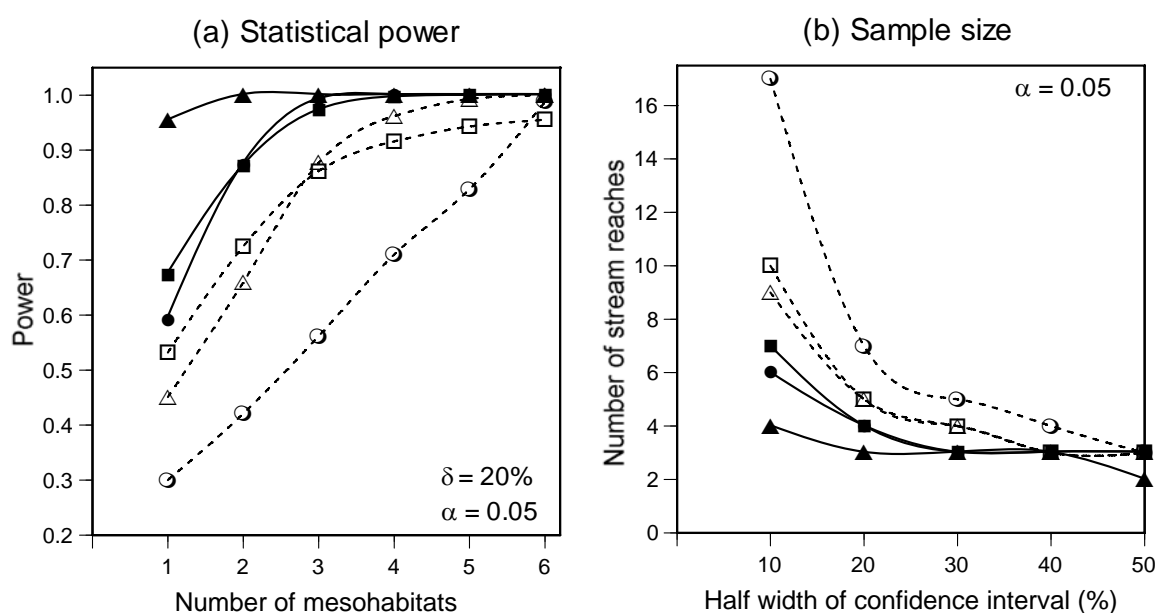 (a) Statistical power
Power
1.0
0.9
0.8
0.7
0.6
0.5
0.4
0.3
0.2
δ = 20%
α = 0.05
1 2 3 4 5 6
Number of mesohabitats
(b) Sample size
Number of stream reaches
16
14
12
10
8
6
4
2
0
α = 0.05
10 20 30 40 50
Half width of confidence interval (%)